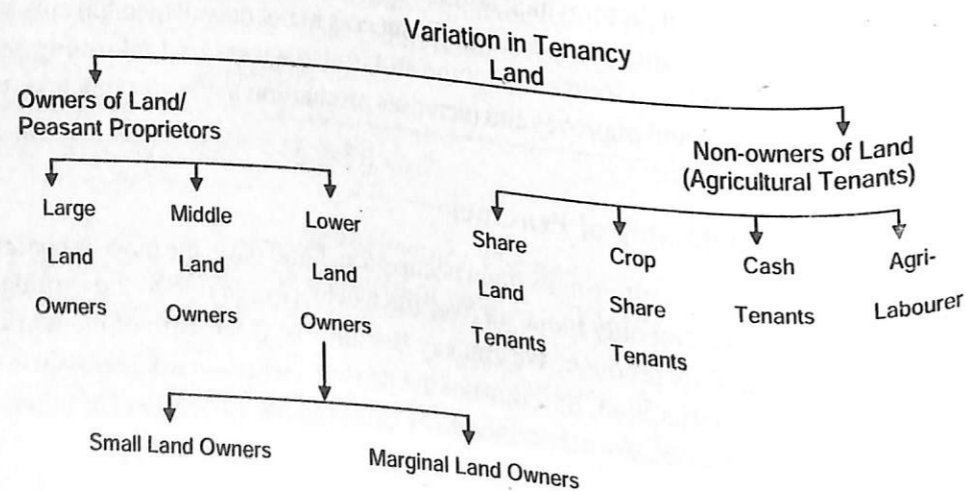 Variation in Tenancy
Land
Owners of Land/
Peasant Proprietors
Non-owners of Land
(Agricultural Tenants)
Large
Land
Owners
Middle
Land
Owners
Lower
Land
Owners
Share
Land
Tenants
Crop
Share
Tenants
Cash
Tenants
Agri-
Labourer
Small Land Owners
Marginal Land Owners